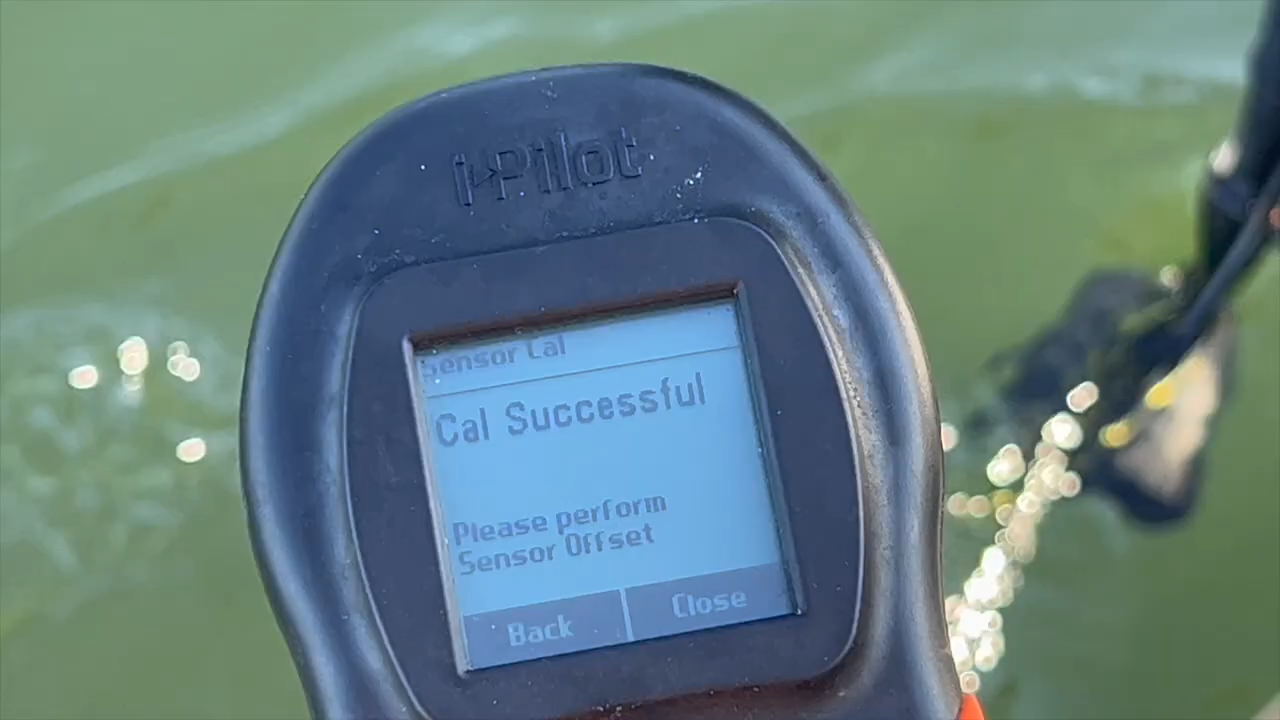 i-Pilot
Sensor Cal
Cal Successful
Please perform
Sensor Offset
Back
Close